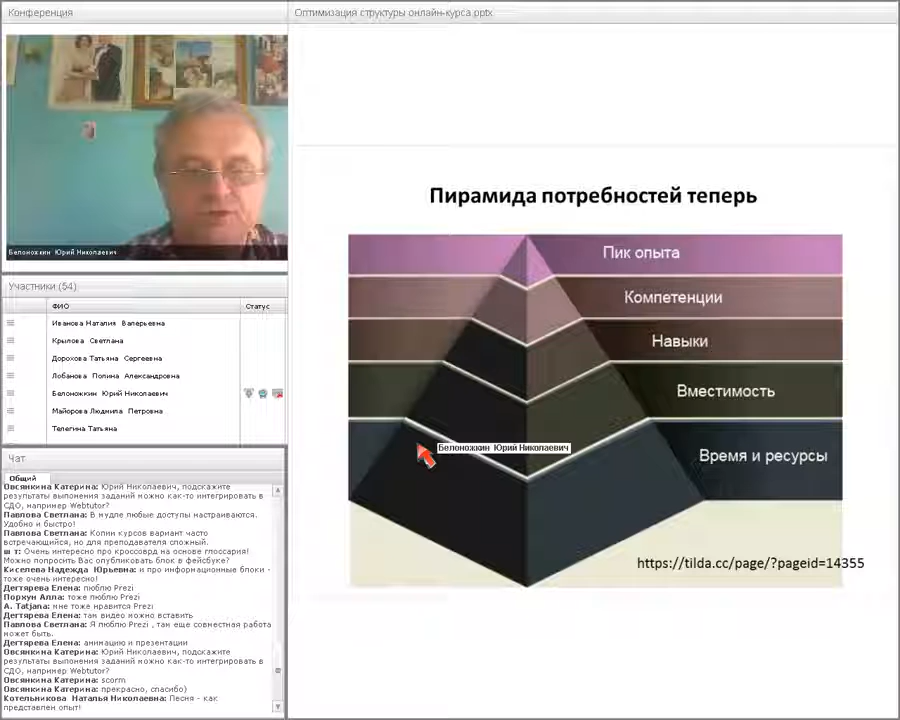 Конференция
Белоножкин Юрий Николаевич
Участники (54)
ФИО
Статус
Иванова Наталия Валерьевна
Крылова Светлана
Дорохова Татьяна Сергеевна
Лобанова Полина Александровна
Белоножкин Юрий Николаевич
Майорова Людмила Петровна
Телегина Татьяна
Чат
Общий
Овсянкина Катерина: Юрий Николаевич, подскажите
результаты выпонения заданий можно как-то интегрировать в
СДО, например Webtutor?
Павлова Светлана: В мудле любые доступы настраиваются.
Удобно и быстро!
Павлова Светлана: Копии курсов вариант часто
встречающийся, но для преподавателя сложный.
ш т: Очень интересно про кроссворд на основе глоссария!
Можно попросить Вас опубликовать блок в фейсбуке?
Киселева Надежда Юрьевна: и про информационные блоки -
тоже очень интересно!
Дегтярева Елена: люблю Prezi
Порхун Алла: тоже люблю Prezi
A. Tatjana: мне тоже нравится Prezi
Дегтярева Елена: там видео можно вставить
Павлова Светлана: Я люблю Prezi , там еще совместная работа
может быть.
Дегтярева Елена: анимацию и презентации
Овсянкина Катерина: Юрий Николаевич, подскажите
результаты выпонения заданий можно как-то интегрировать в
СДО, например Webtutor?
Овсянкина Катерина: scorm
Овсянкина Катерина: прекрасно, спасибо)
Котельникова Наталья Николаевна: Песня - как
представлен опыт!
Оптимизация структуры онлайн-курса.pptx
Пирамида потребностей теперь
Пик опыта
Компетенции
Навыки
Вместимость
Белоножкин Юрий Николаевич
Время и ресурсы
https://tilda.cc/page/?pageid=14355